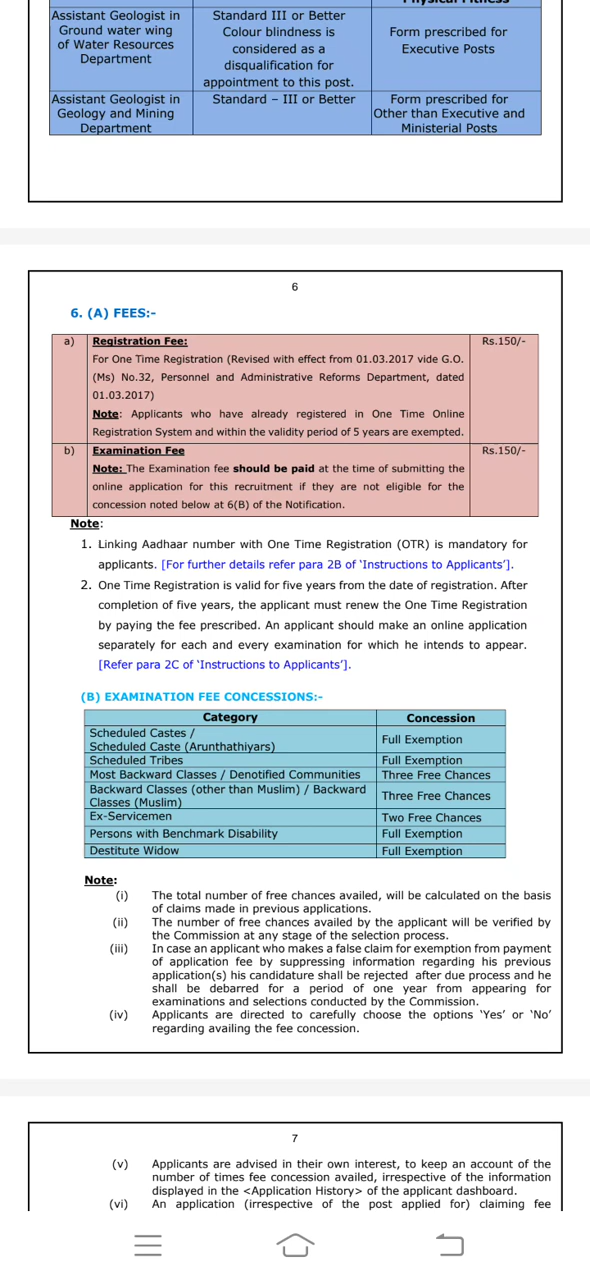 Physical Fitness
Assistant Geologist in
Ground water wing
of Water Resources
Department
Standard III or Better
Colour blindness is
considered as a
disqualification for
appointment to this post.
Form prescribed for
Executive Posts
Assistant Geologist in
Geology and Mining
Department
Standard – III or Better
Form prescribed for
Other than Executive and
Ministerial Posts
6
6. (A) FEES:-
a)
Registration Fee:
For One Time Registration (Revised with effect from 01.03.2017 vide G.O.
(Ms) No.32, Personnel and Administrative Reforms Department, dated
01.03.2017)
Note: Applicants who have already registered in One Time Online
Registration System and within the validity period of 5 years are exempted.
Rs.150/-
b)
Examination Fee
Note: The Examination fee should be paid at the time of submitting the
online application for this recruitment if they are not eligible for the
concession noted below at 6(B) of the Notification.
Rs.150/-
Note:
1. Linking Aadhaar number with One Time Registration (OTR) is mandatory for
applicants. [For further details refer para 2B of ‘Instructions to Applicants’].
2. One Time Registration is valid for five years from the date of registration. After
completion of five years, the applicant must renew the One Time Registration
by paying the fee prescribed. An applicant should make an online application
separately for each and every examination for which he intends to appear.
[Refer para 2C of ‘Instructions to Applicants’].
(B) EXAMINATION FEE CONCESSIONS:-
Category Concession
Scheduled Castes /
Scheduled Caste (Arunthathiyars)
Full Exemption
Scheduled Tribes Full Exemption
Most Backward Classes / Denotified Communities Three Free Chances
Backward Classes (other than Muslim) / Backward
Classes (Muslim)
Three Free Chances
Ex-Servicemen Two Free Chances
Persons with Benchmark Disability Full Exemption
Destitute Widow Full Exemption
Note:
(i) The total number of free chances availed, will be calculated on the basis
of claims made in previous applications.
(ii) The number of free chances availed by the applicant will be verified by
the Commission at any stage of the selection process.
(iii) In case an applicant who makes a false claim for exemption from payment
of application fee by suppressing information regarding his previous
application(s) his candidature shall be rejected after due process and he
shall be debarred for a period of one year from appearing for
examinations and selections conducted by the Commission.
(iv) Applicants are directed to carefully choose the options ‘Yes’ or ‘No’
regarding availing the fee concession.
7
(v) Applicants are advised in their own interest, to keep an account of the
number of times fee concession availed, irrespective of the information
displayed in the <Application History> of the applicant dashboard.
(vi) An application (irrespective of the post applied for) claiming fee